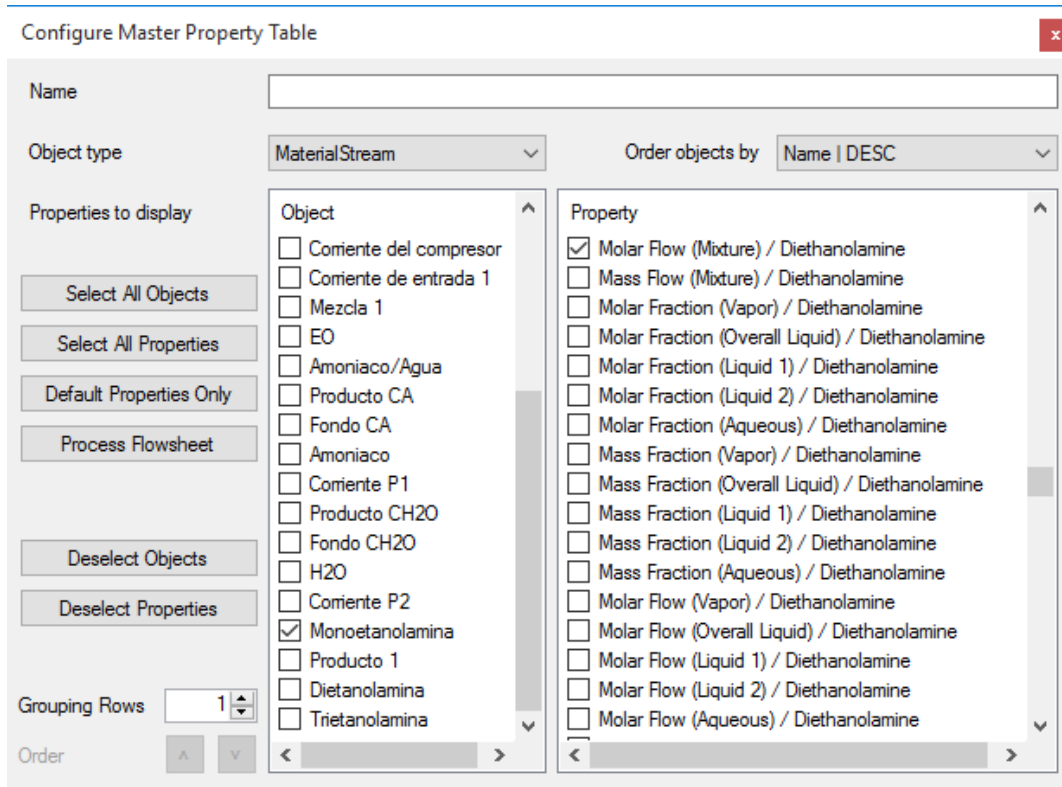 Configure Master Property Table
x
Name
Object type
MaterialStream
Order objects by
Name | DESC
Properties to display
Select All Objects
Select All Properties
Default Properties Only
Process Flowsheet
Deselect Objects
Deselect Properties
Grouping Rows
1
Order
Object
Corriente del compresor
Corriente de entrada 1
Mezcla 1
EO
Amoniaco/Agua
Producto CA
Fondo CA
Amoniaco
Corriente P1
Producto CH2O
Fondo CH2O
H2O
Corriente P2
Monoetanolamina
Producto 1
Dietanolamina
Trietanolamina
Property
Molar Flow (Mixture) / Diethanolamine
Mass Flow (Mixture) / Diethanolamine
Molar Fraction (Vapor) / Diethanolamine
Molar Fraction (Overall Liquid) / Diethanolamine
Molar Fraction (Liquid 1) / Diethanolamine
Molar Fraction (Liquid 2) / Diethanolamine
Molar Fraction (Aqueous) / Diethanolamine
Mass Fraction (Vapor) / Diethanolamine
Mass Fraction (Overall Liquid) / Diethanolamine
Mass Fraction (Liquid 1) / Diethanolamine
Mass Fraction (Liquid 2) / Diethanolamine
Mass Fraction (Aqueous) / Diethanolamine
Molar Flow (Vapor) / Diethanolamine
Molar Flow (Overall Liquid) / Diethanolamine
Molar Flow (Liquid 1) / Diethanolamine
Molar Flow (Liquid 2) / Diethanolamine
Molar Flow (Aqueous) / Diethanolamine